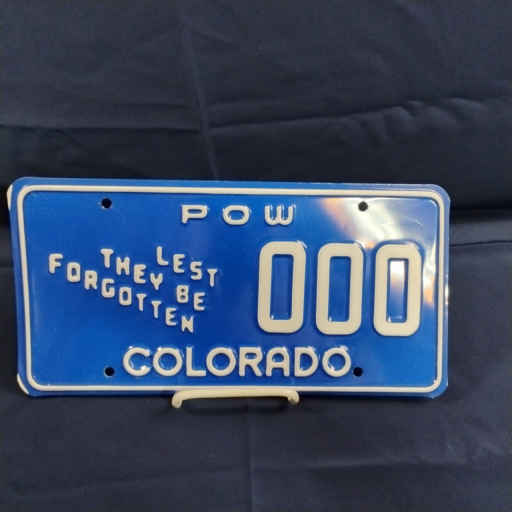 POW
LEST
THEY BE
FORGOTTEN
000
COLORADO